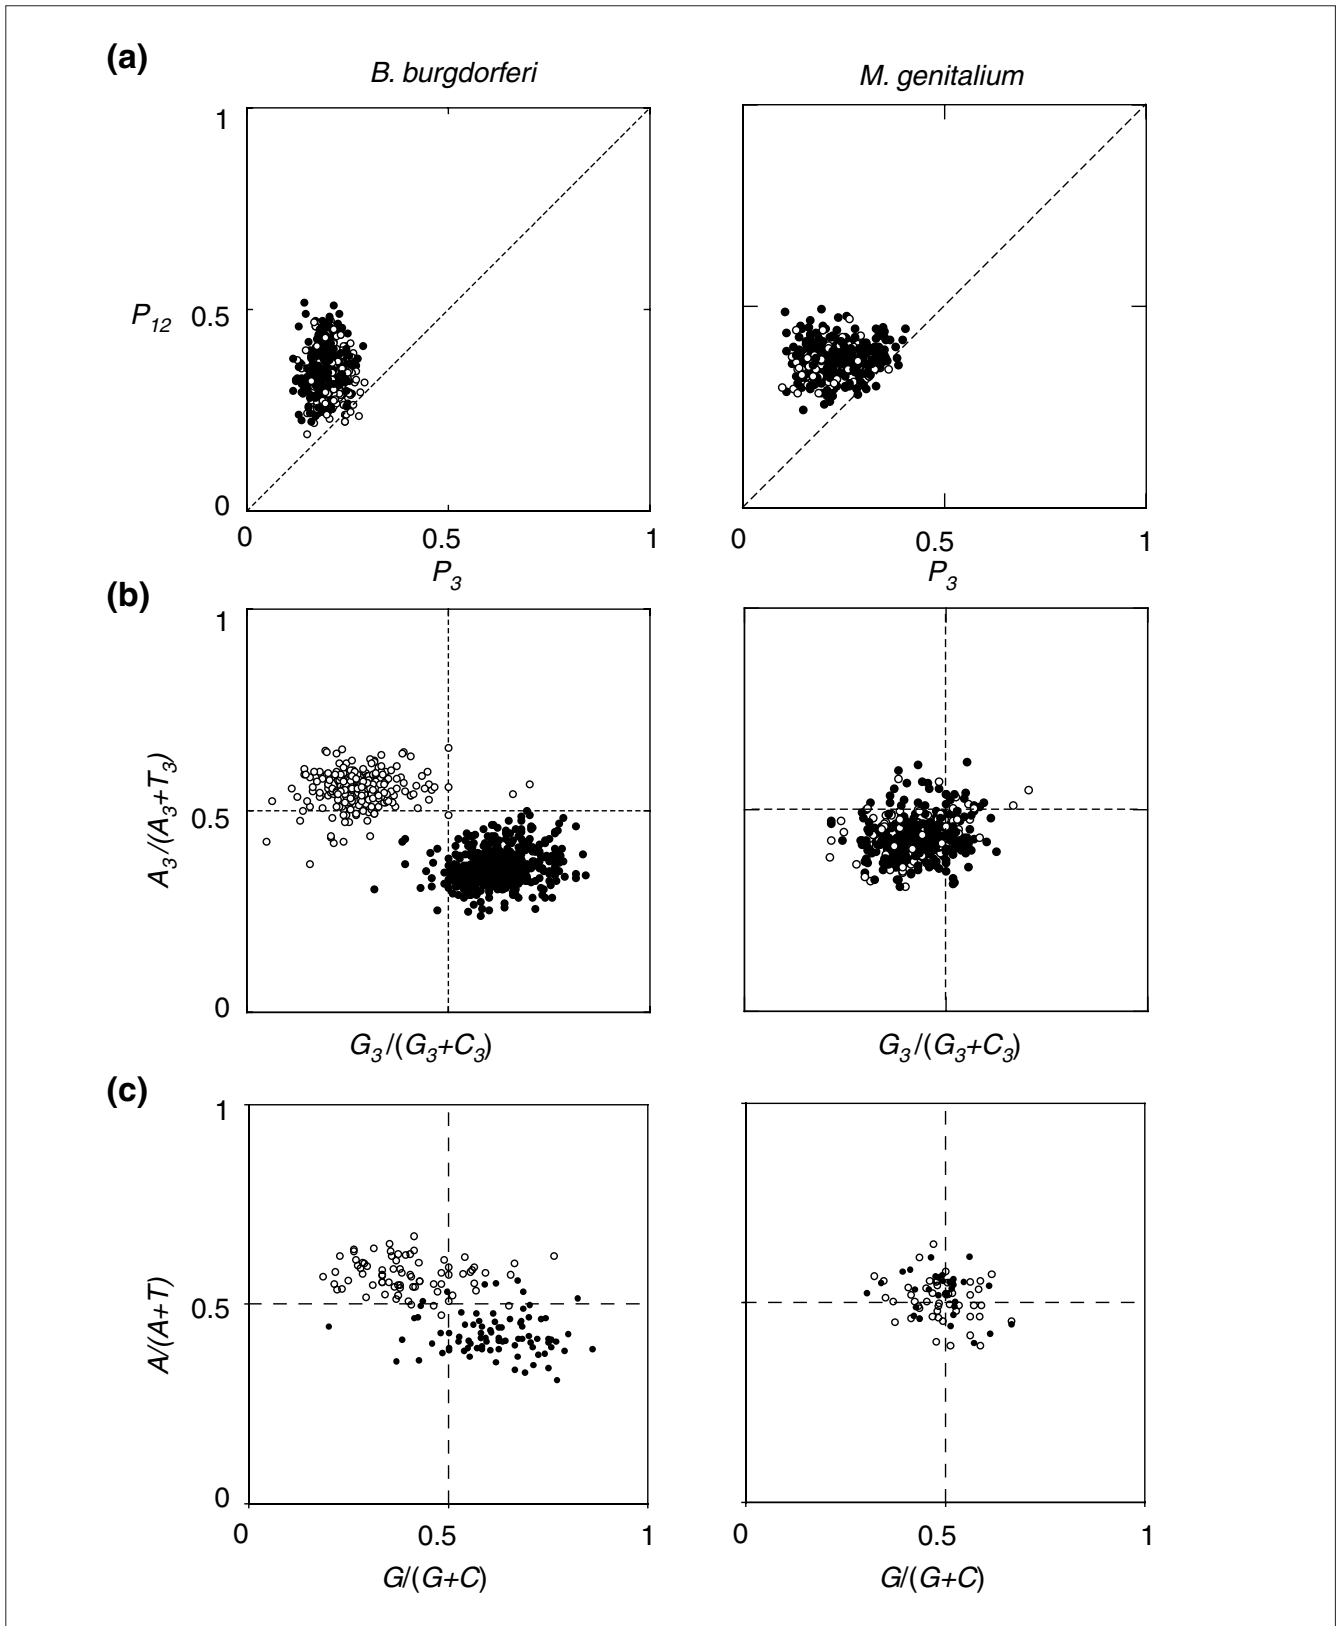 (a)
B. burgdorferi M. genitalium
1
P12 0.5
0
0 0.5 1 0 0.5 1
P3 P3
(b)
1
A3/(A3+T3) 0.5
0
G3/(G3+C3) G3/(G3+C3)
(c)
1
A/(A+T) 0.5
0
0 0.5 1 0 0.5 1
G/(G+C) G/(G+C)